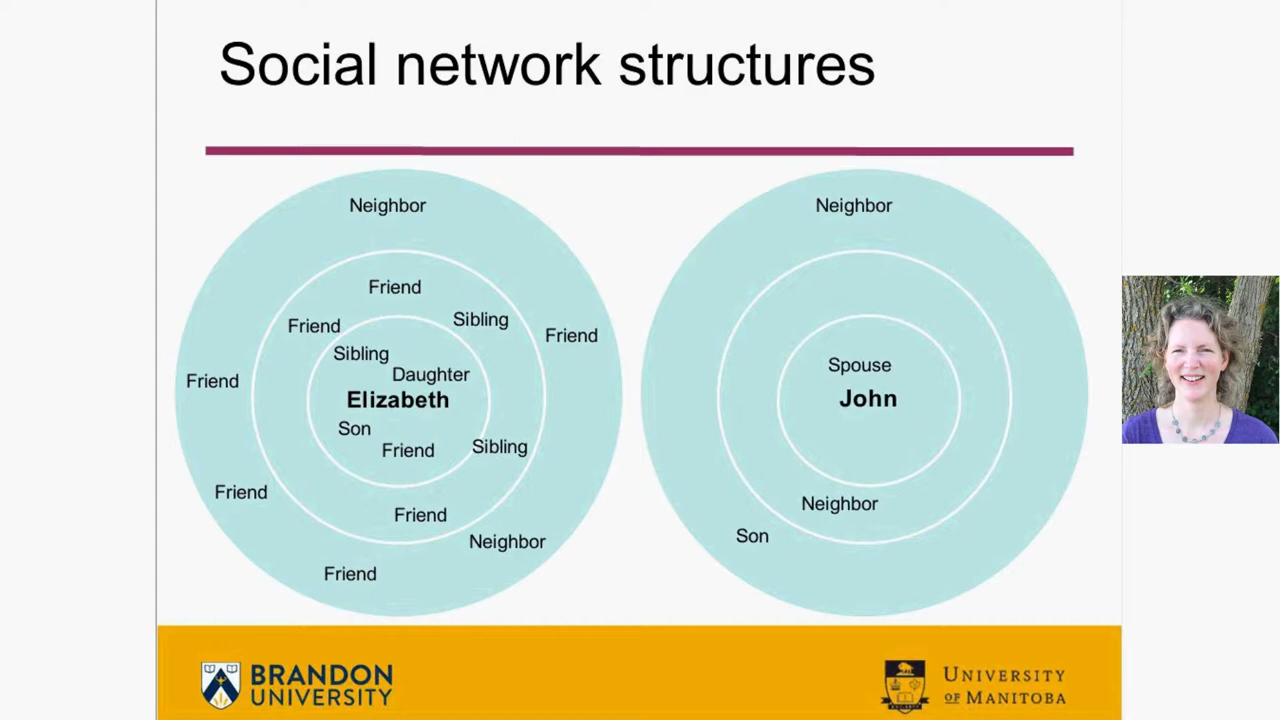 Social network structures
Neighbor
Friend
Friend
Sibling
Friend
Sibling
Daughter
Friend
Elizabeth
Son
Friend
Sibling
Friend
Friend
Neighbor
Friend
Neighbor
Spouse
John
Neighbor
Son
BRANDON
UNIVERSITY
UNIVERSITY
OF MANITOBA